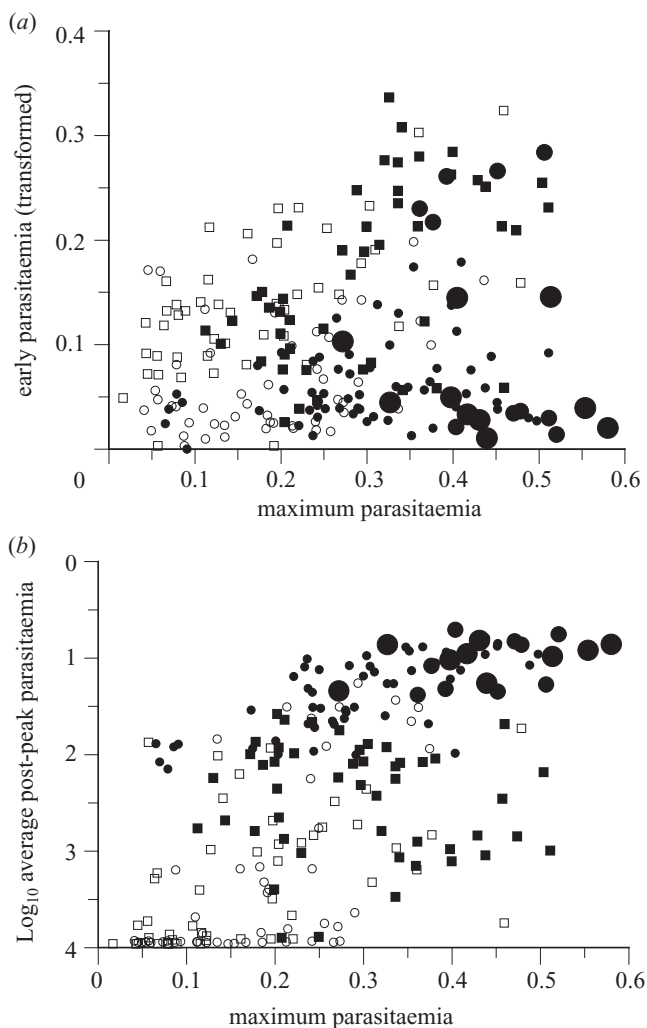 (a)
0.4
0.3
0.2
0.1
0
0.1 0.2 0.3 0.4 0.5 0.6
early parasitaemia (transformed)
maximum parasitaemia
(b)
0
1
2
3
4
0 0.1 0.2 0.3 0.4 0.5 0.6
Log10 average post-peak parasitaemia
maximum parasitaemia